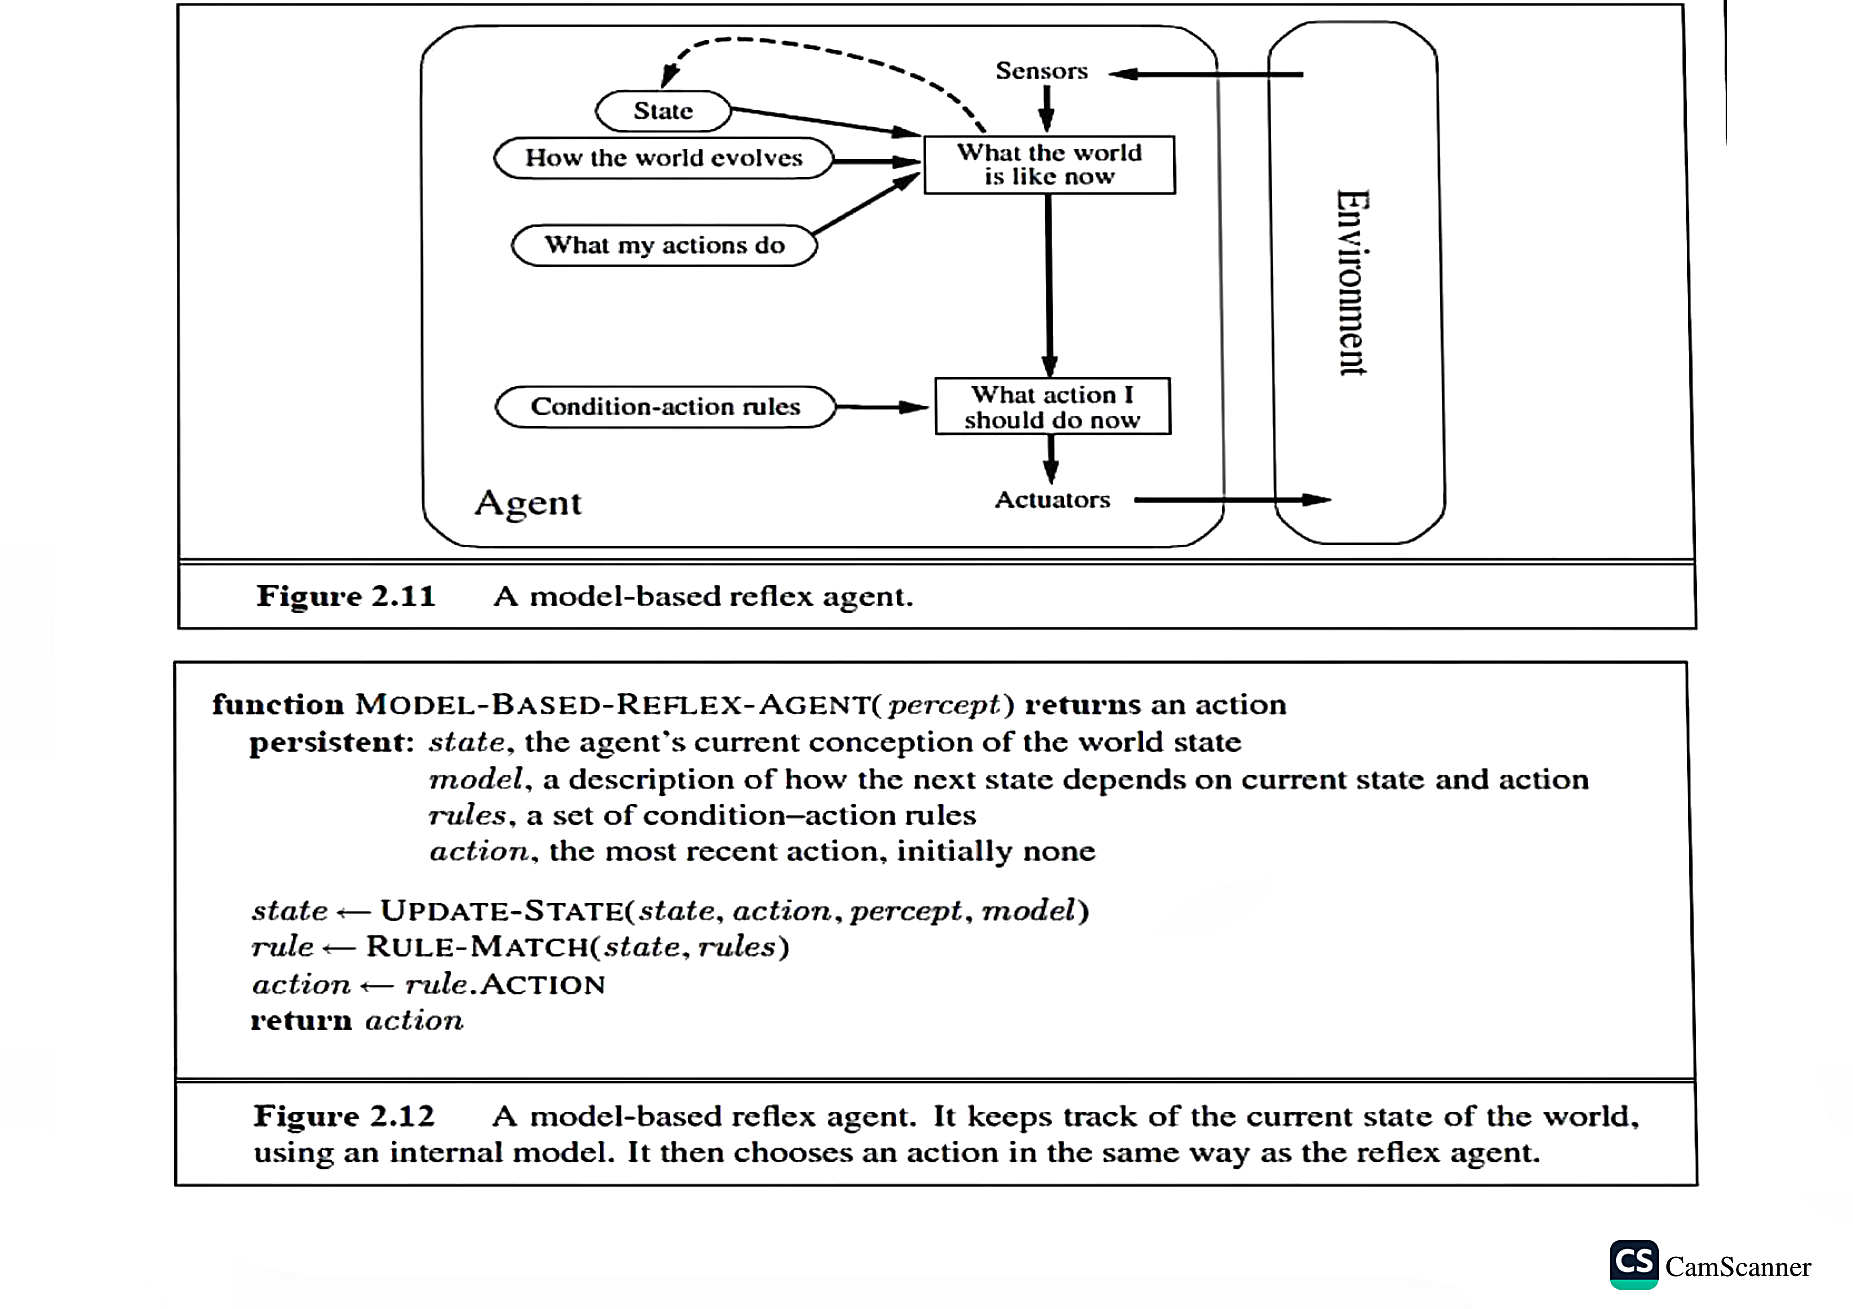 Sensors
State
How the world evolves
What the world
is like now
What my actions do
Environment
Condition-action rules
What action I
should do now
Agent
Actuators
Figure 2.11 A model-based reflex agent.
function MODEL-BASED-REFLEX-AGENT(percept) returns an action
persistent: state, the agent's current conception of the world state
model, a description of how the next state depends on current state and action
rules, a set of condition–action rules
action, the most recent action, initially none
state ← UPDATE-STATE(state, action, percept, model)
rule ← RULE-MATCH(state, rules)
action ← rule.ACTION
return action
Figure 2.12 A model-based reflex agent. It keeps track of the current state of the world,
using an internal model. It then chooses an action in the same way as the reflex agent.
CS CamScanner